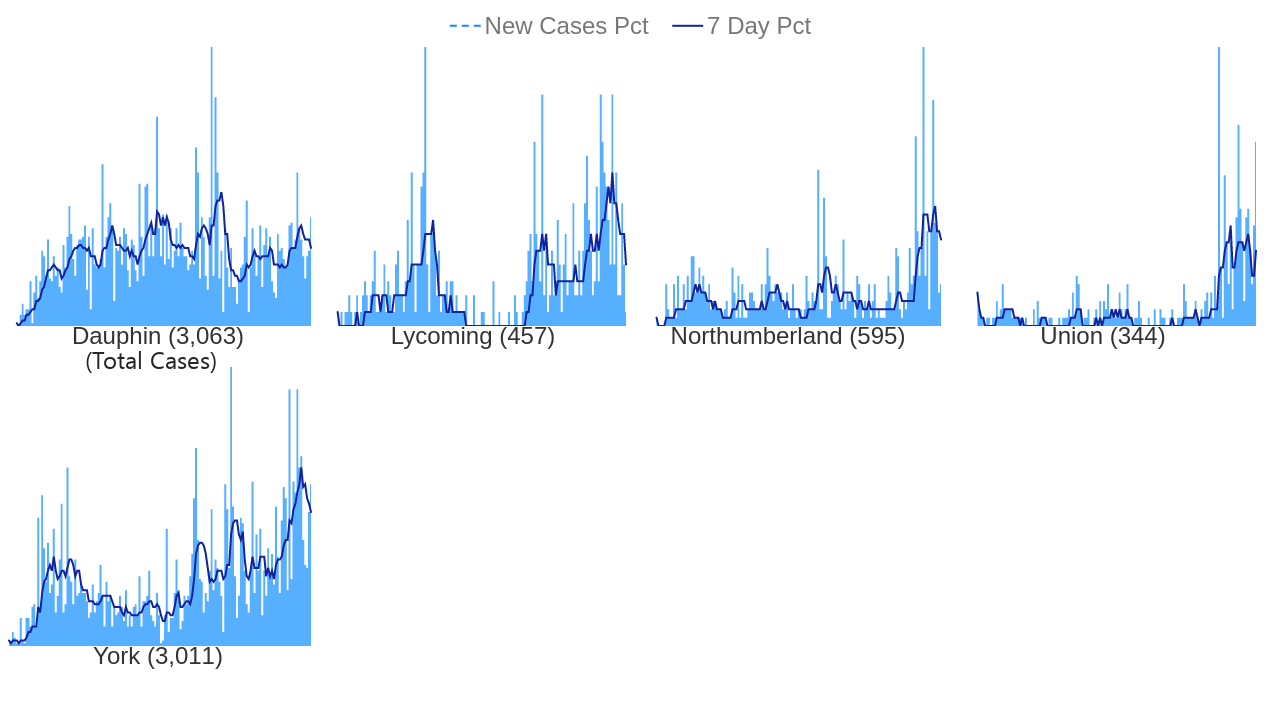 New Cases Pct 7 Day Pct
Dauphin (3,063) Lycoming (457) Northumberland (595) Union (344)
(Total Cases)
York (3,011)